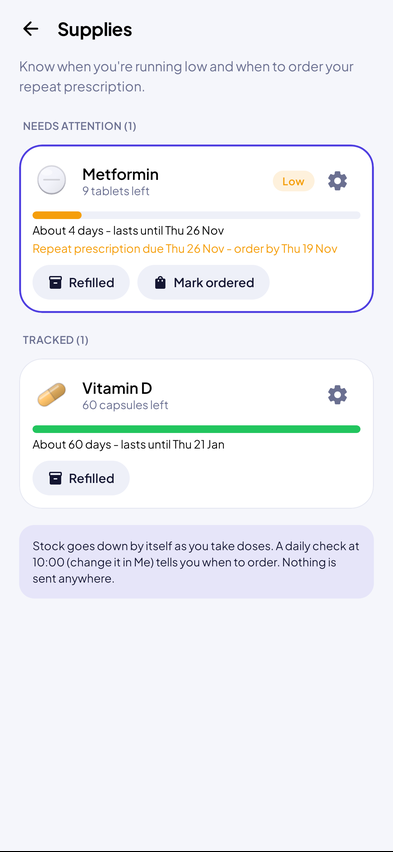 Supplies
Know when you're running low and when to order your
repeat prescription.
NEEDS ATTENTION (1)
Metformin
9 tablets left
Low
About 4 days - lasts until Thu 26 Nov
Repeat prescription due Thu 26 Nov - order by Thu 19 Nov
Refilled
Mark ordered
TRACKED (1)
Vitamin D
60 capsules left
About 60 days - lasts until Thu 21 Jan
Refilled
Stock goes down by itself as you take doses. A daily check at
10:00 (change it in Me) tells you when to order. Nothing is
sent anywhere.